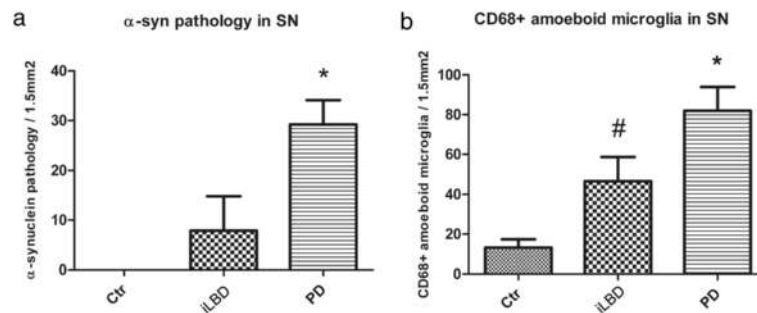 a
α-syn pathology in SN
α-synuclein pathology / 1.5mm2
40
30
20
10
0
*
Ctr
iLBD
PD
b
CD68+ amoeboid microglia in SN
CD68+ amoeboid microglia / 1.5mm2
100
80
60
40
20
0
#
*
Ctr
iLBD
PD